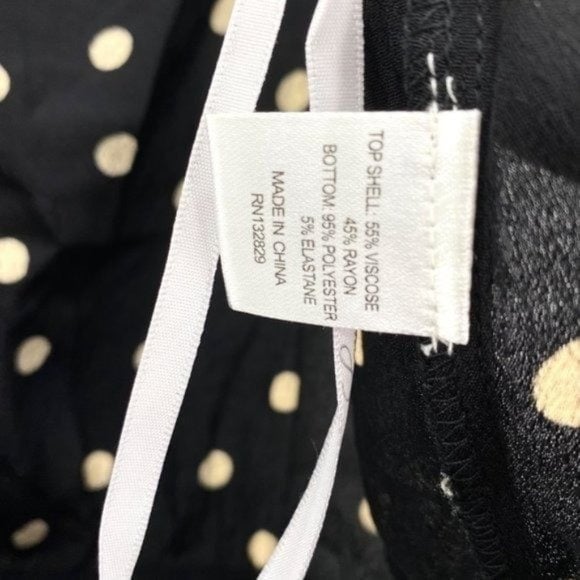 TOP SHELL: 55% VISCOSE
45% RAYON
BOTTOM: 95% POLYESTER
5% ELASTANE
MADE IN CHINA
RN132829